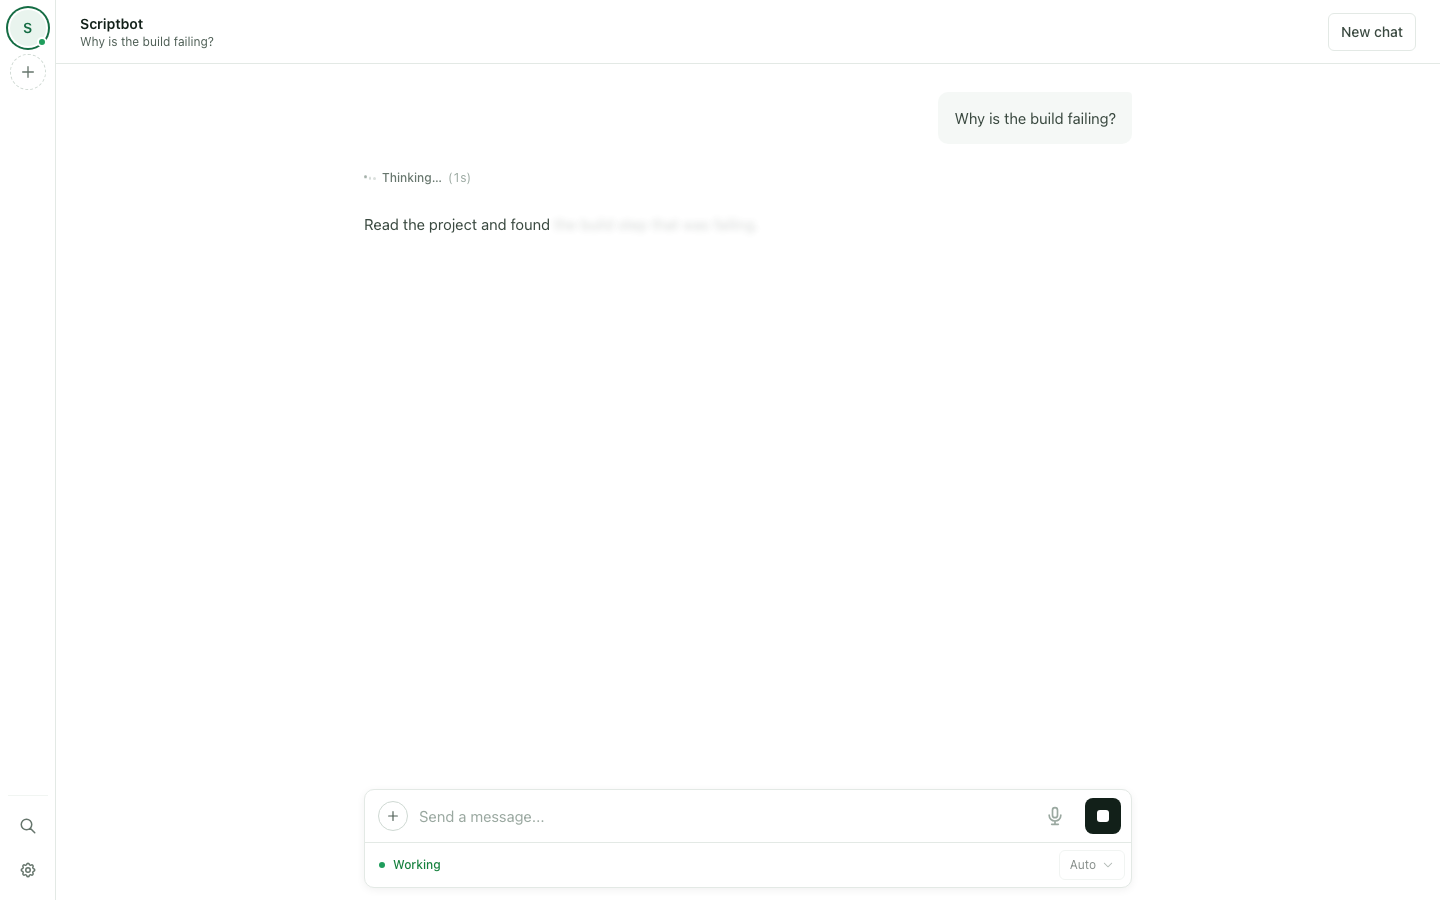 S
Scriptbot
Why is the build failing?
New chat
Why is the build failing?
Thinking... (1s)
Read the project and found
Send a message...
Working
Auto